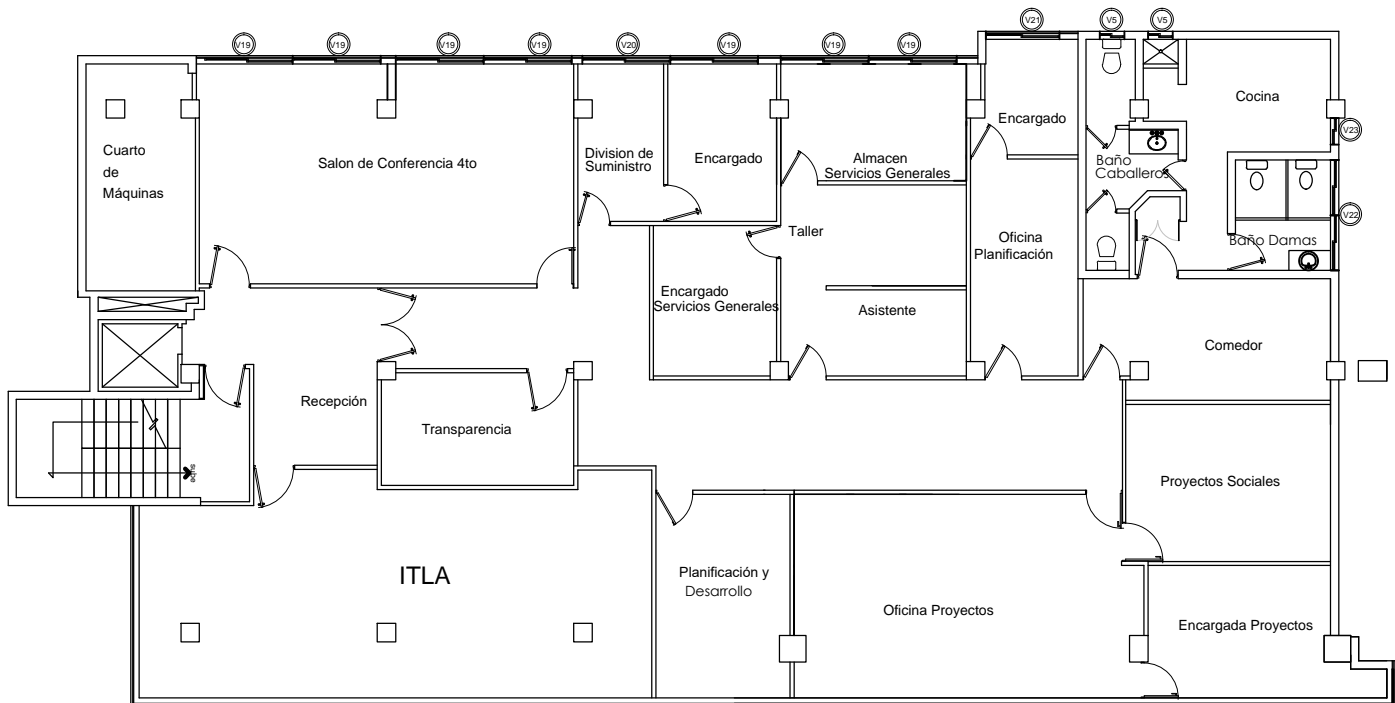 V19
V19
V19
V19
V20
V19
V19
V19
V21
V5
V5
Cocina
Encargado
V23
Cuarto
de
Máquinas
Salon de Conferencia 4to
Division de
Suministro
Encargado
Almacen
Servicios Generales
Baño
Caballeros
V22
Taller
Oficina
Planificación
Baño Damas
Encargado
Servicios Generales
Asistente
Comedor
Recepción
Transparencia
sube
Proyectos Sociales
ITLA
Planificación y
Desarrollo
Oficina Proyectos
Encargada Proyectos